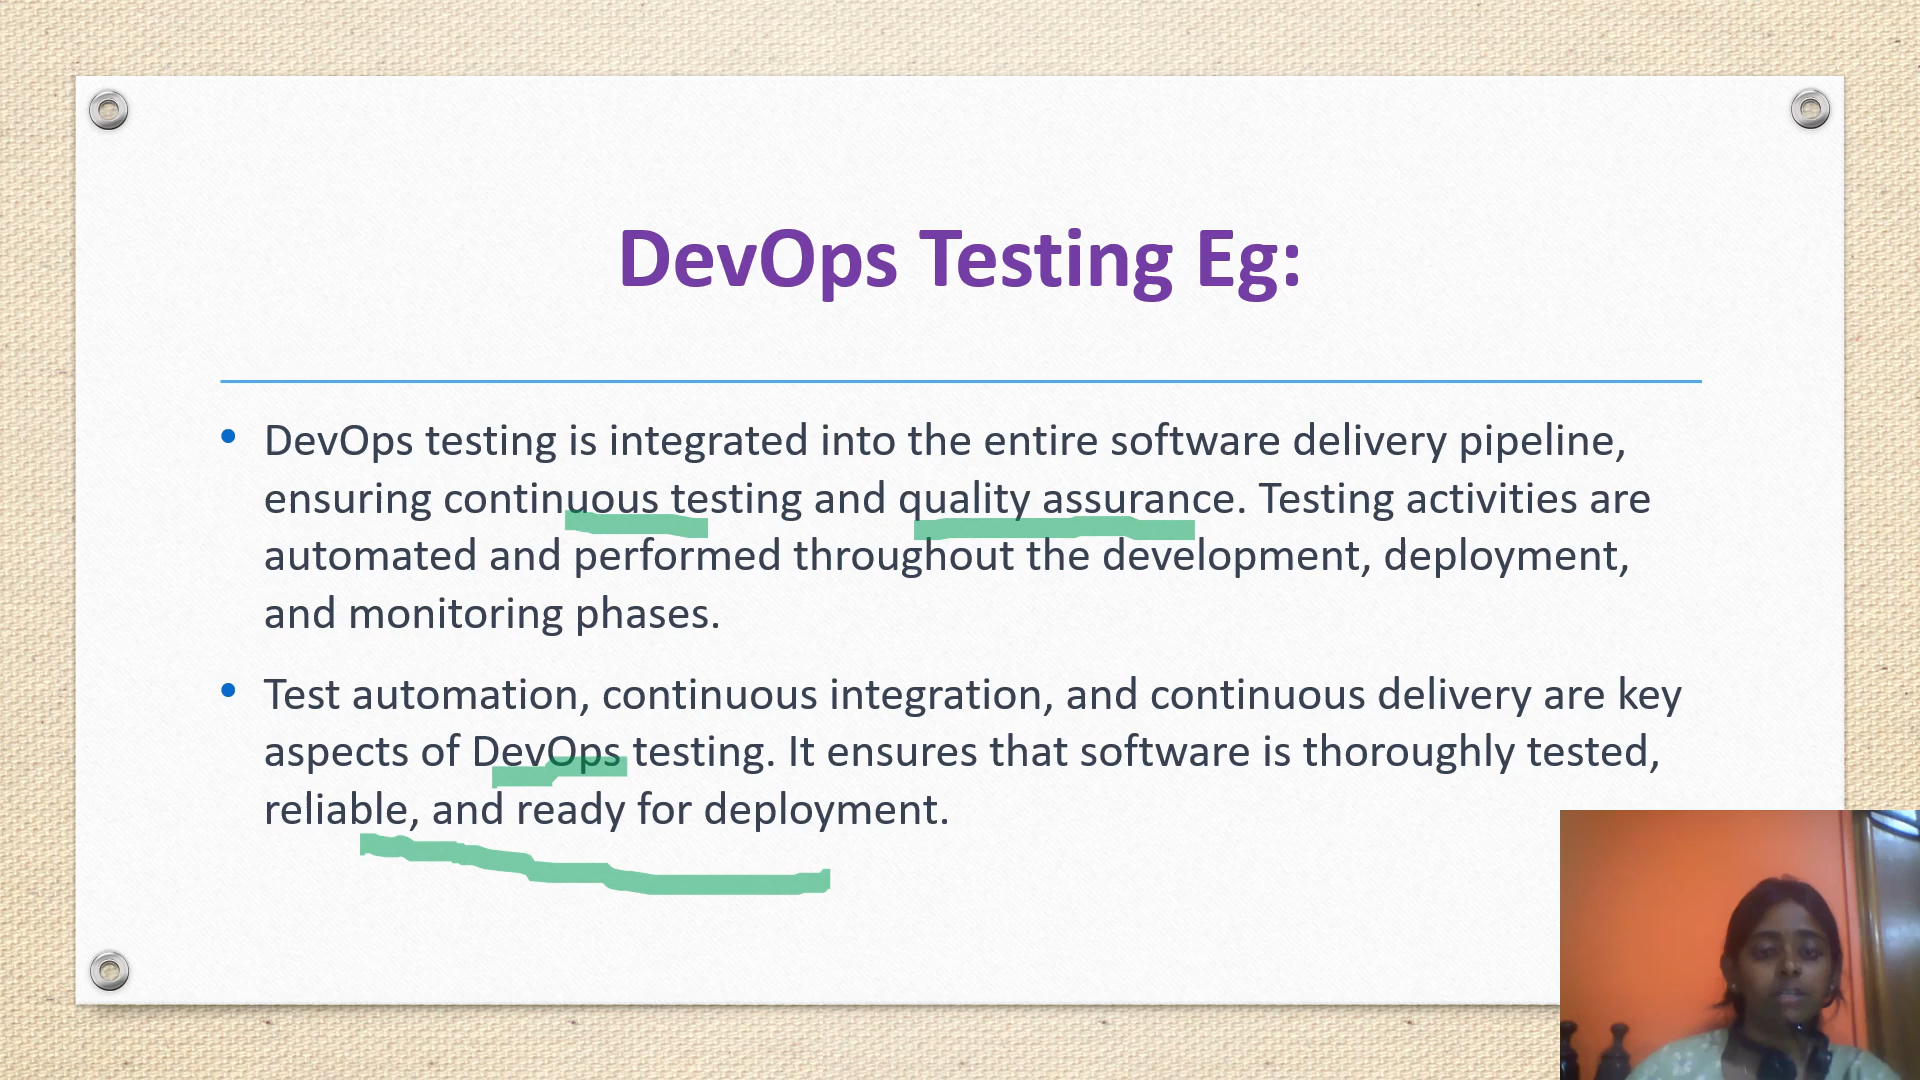 DevOps Testing Eg:
• DevOps testing is integrated into the entire software delivery pipeline,
ensuring continuous testing and quality assurance. Testing activities are
automated and performed throughout the development, deployment,
and monitoring phases.
• Test automation, continuous integration, and continuous delivery are key
aspects of DevOps testing. It ensures that software is thoroughly tested,
reliable, and ready for deployment.